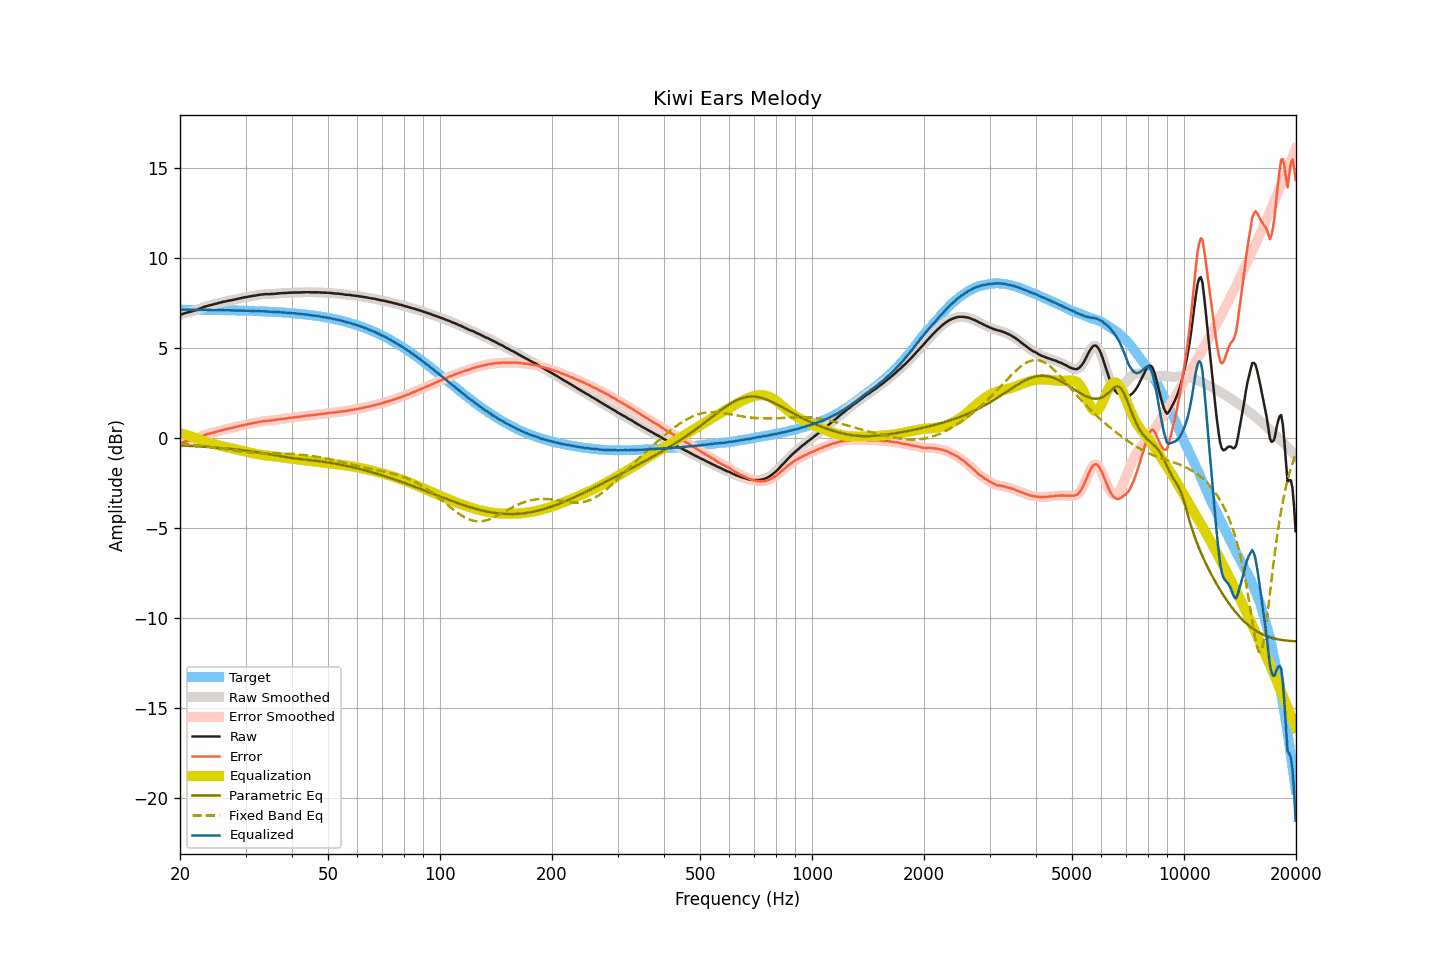 Kiwi Ears Melody
Amplitude (dBr)
15
10
5
0
−5
−10
−15
−20
Target
Raw Smoothed
Error Smoothed
Raw
Error
Equalization
Parametric Eq
Fixed Band Eq
Equalized
20 50 100 200 500 1000 2000 5000 10000 20000
Frequency (Hz)